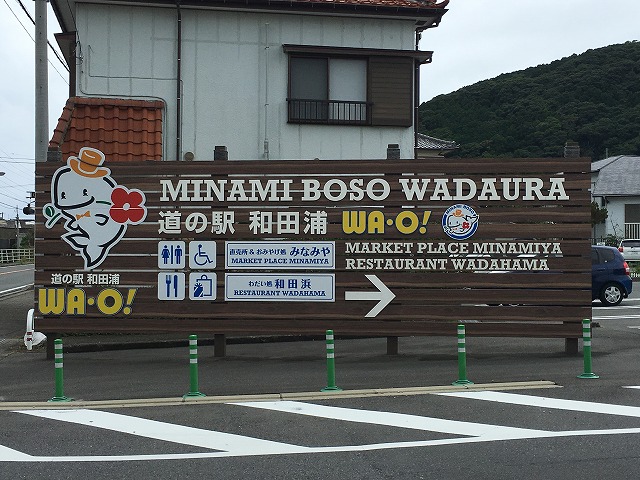 MINAMI BOSO WADAURA
道の駅 和田浦 WA・O!
直売所 & おみやげ処 みなみや
MARKET PLACE MINAMIYA
わだい処 和田浜
RESTAURANT WADAHAMA
MARKET PLACE MINAMIYA
RESTAURANT WADAHAMA
道の駅 和田浦
WA・O!